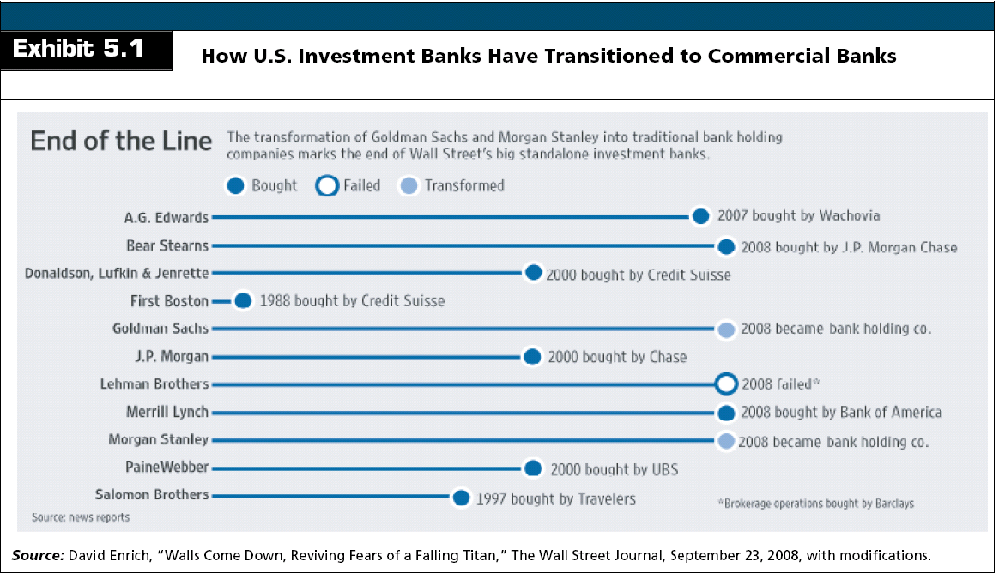 Exhibit 5.1
How U.S. Investment Banks Have Transitioned to Commercial Banks
End of the Line
The transformation of Goldman Sachs and Morgan Stanley into traditional bank holding
companies marks the end of Wall Street's big standalone investment banks.
Bought Failed Transformed
A.G. Edwards 2007 bought by Wachovia
Bear Stearns 2008 bought by J.P. Morgan Chase
Donaldson, Lufkin & Jenrette 2000 bought by Credit Suisse
First Boston 1988 bought by Credit Suisse
Goldman Sachs 2008 became bank holding co.
J.P. Morgan 2000 bought by Chase
Lehman Brothers 2008 failed*
Merrill Lynch 2008 bought by Bank of America
Morgan Stanley 2008 became bank holding co.
PaineWebber 2000 bought by UBS
Salomon Brothers 1997 bought by Travelers
*Brokerage operations bought by Barclays
Source: news reports
Source: David Enrich, “Walls Come Down, Reviving Fears of a Falling Titan,” The Wall Street Journal, September 23, 2008, with modifications.